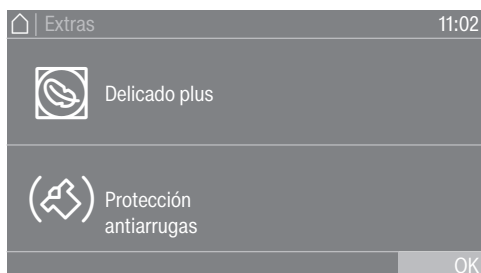 | Extras 11:02
Delicado plus
Protección
antiarrugas
OK